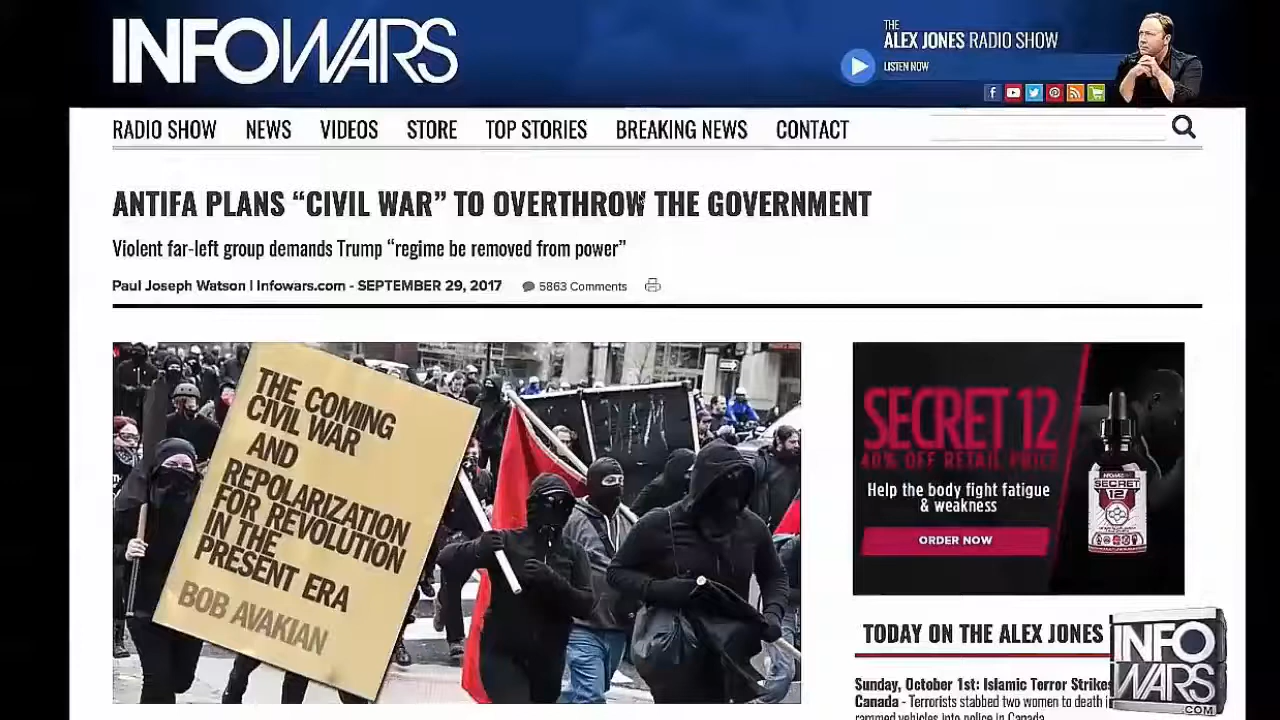 INFOWARS
THE
ALEX JONES RADIO SHOW
LISTEN NOW
RADIO SHOW NEWS VIDEOS STORE TOP STORIES BREAKING NEWS CONTACT
ANTIFA PLANS “CIVIL WAR” TO OVERTHROW THE GOVERNMENT
Violent far-left group demands Trump “regime be removed from power”
Paul Joseph Watson | Infowars.com - SEPTEMBER 29, 2017 5863 Comments
THE COMING
CIVIL WAR
AND
REPOLARIZATION
FOR REVOLUTION
IN THE
PRESENT ERA
BOB AVAKIAN
SECRET 12
40% OFF RETAIL PRICE
Help the body fight fatigue
& weakness
ORDER NOW
SECRET
12
TODAY ON THE ALEX JONES
Sunday, October 1st: Islamic Terror Strikes
Canada - Terrorists stabbed two women to death
rammed vehicles into police in Canada
INFO
WARS
.COM